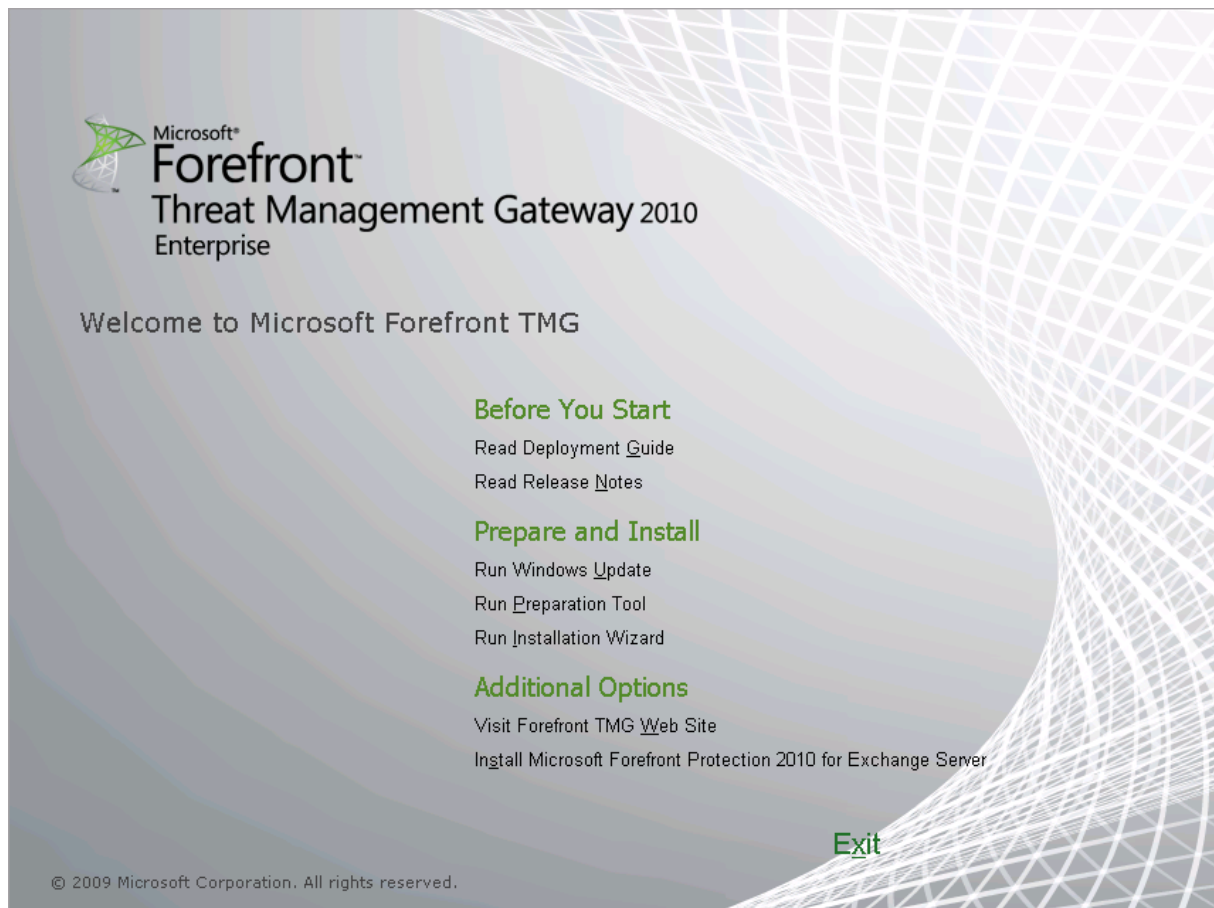 Microsoft®
Forefront™
Threat Management Gateway 2010
Enterprise
Welcome to Microsoft Forefront TMG
Before You Start
Read Deployment Guide
Read Release Notes
Prepare and Install
Run Windows Update
Run Preparation Tool
Run Installation Wizard
Additional Options
Visit Forefront TMG Web Site
Install Microsoft Forefront Protection 2010 for Exchange Server
Exit
© 2009 Microsoft Corporation. All rights reserved.